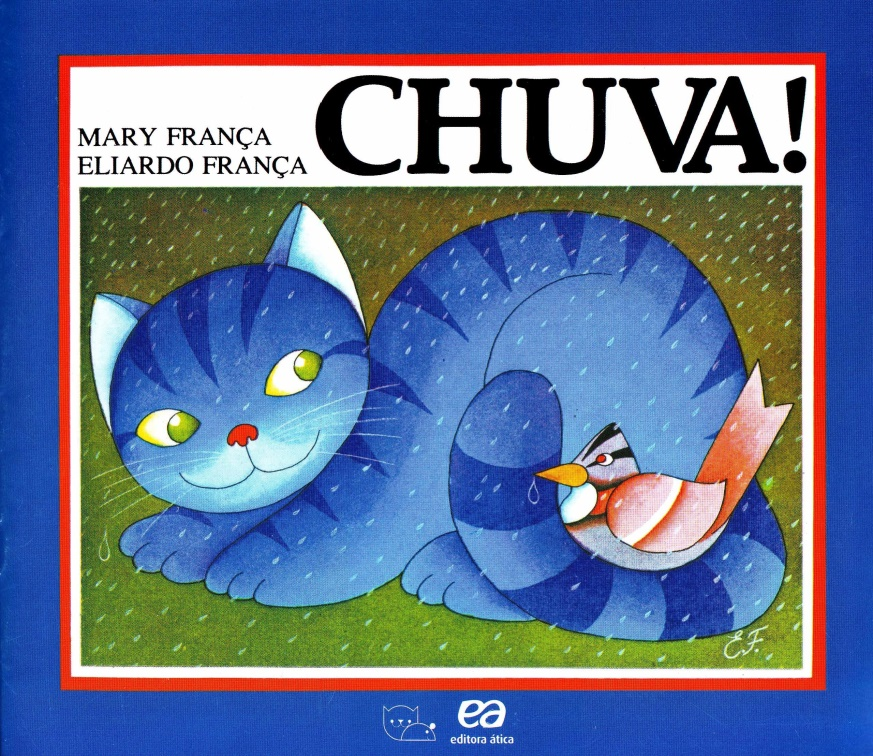 CHUVA!
MARY FRANÇA
ELIARDO FRANÇA
E.F.
ea
editora ática